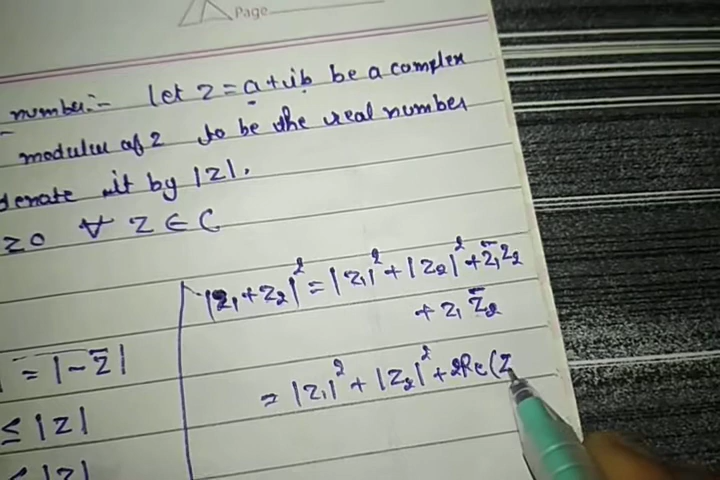 Page
number:- let z = a + ib be a complex
modulus of z to be the real number
denote it by |z|.
≥ 0 ∀ z ∈ C
|z₁+z₂|² = |z₁|² + |z₂|² + z̄₁z₂
+ z₁ z̄₂
= |-z̄|
= |z₁|² + |z₂|² + 2Re(z
≤ |z|
≤ |z|